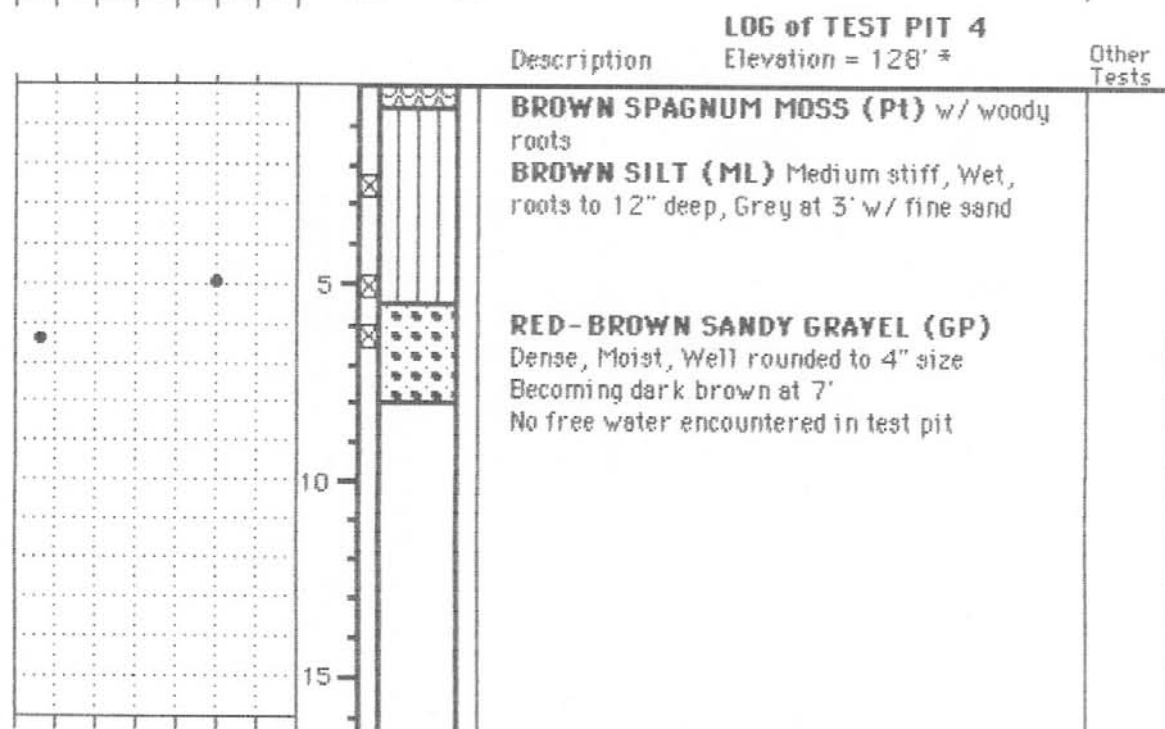 LOG of TEST PIT 4
Description Elevation = 128' * Other
Tests
BROWN SPAGNUM MOSS (Pt) w/ woody
roots
BROWN SILT (ML) Medium stiff, Wet,
roots to 12" deep, Grey at 3' w/ fine sand
5
RED-BROWN SANDY GRAVEL (GP)
Dense, Moist, Well rounded to 4" size
Becoming dark brown at 7'
No free water encountered in test pit
10
15